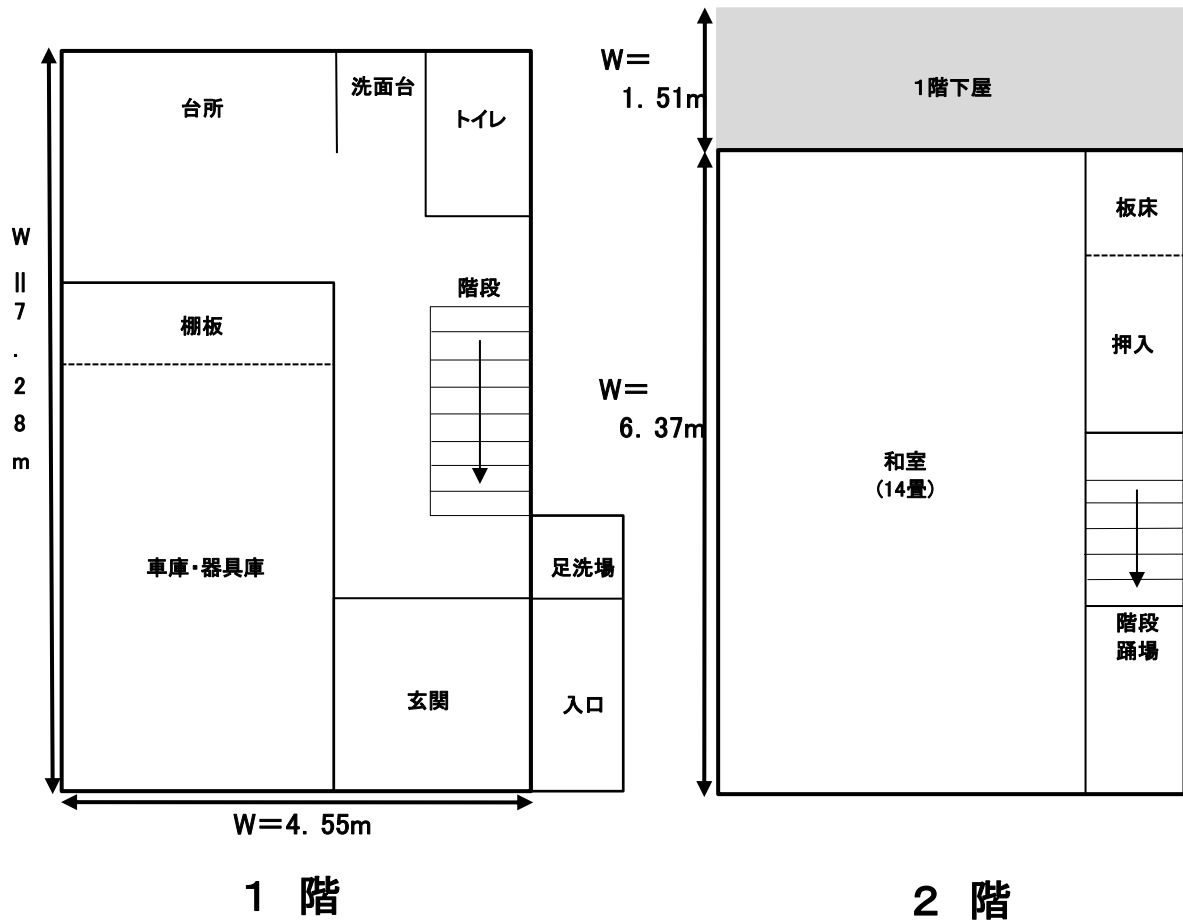 台所
洗面台
トイレ
W=7.28m
階段
棚板
車庫・器具庫
足洗場
玄関
入口
W=4.55m
1 階
W=
1.51m
1階下屋
板床
押入
W=
6.37m
和室
(14畳)
階段
踊場
2 階